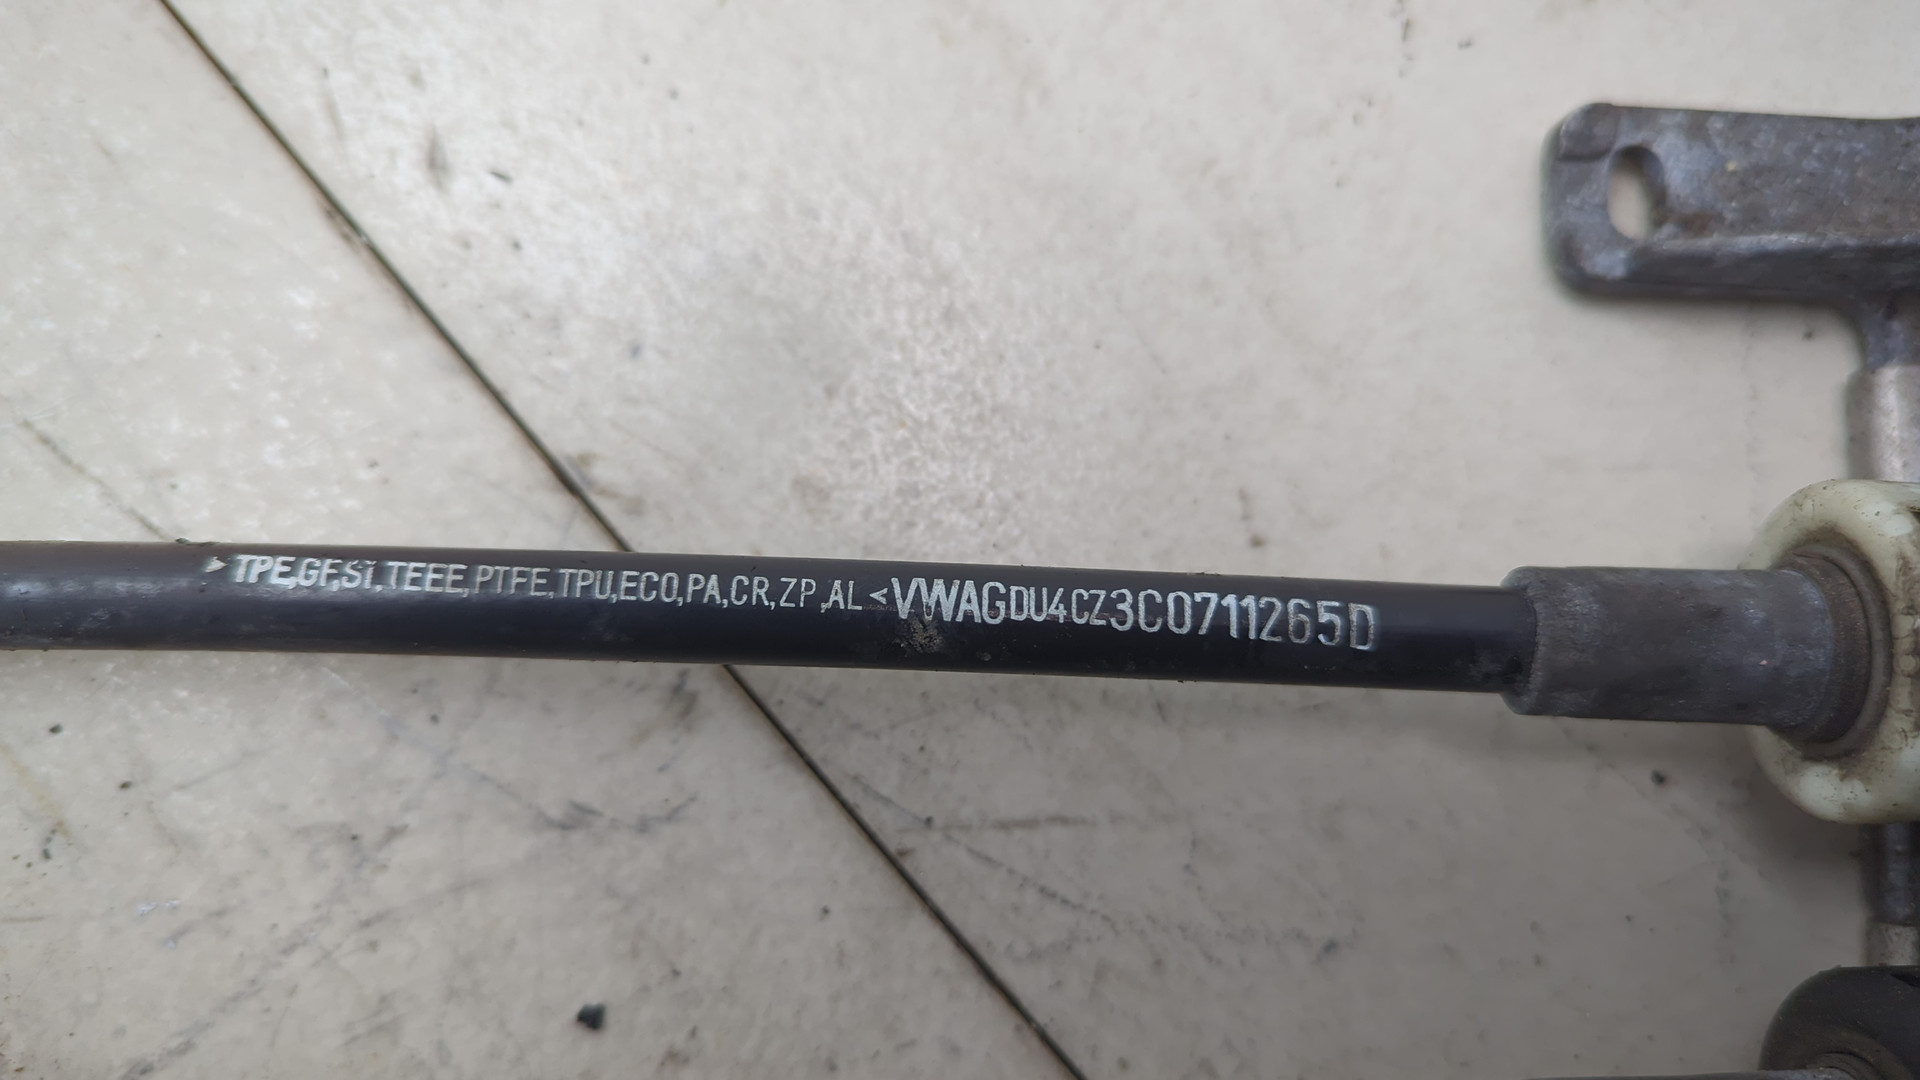 >TPE,GF,SI,TEEE,PTFE,TPU,ECO,PA,CR,ZP,AL<VWAGDU4CZ3C0711265D